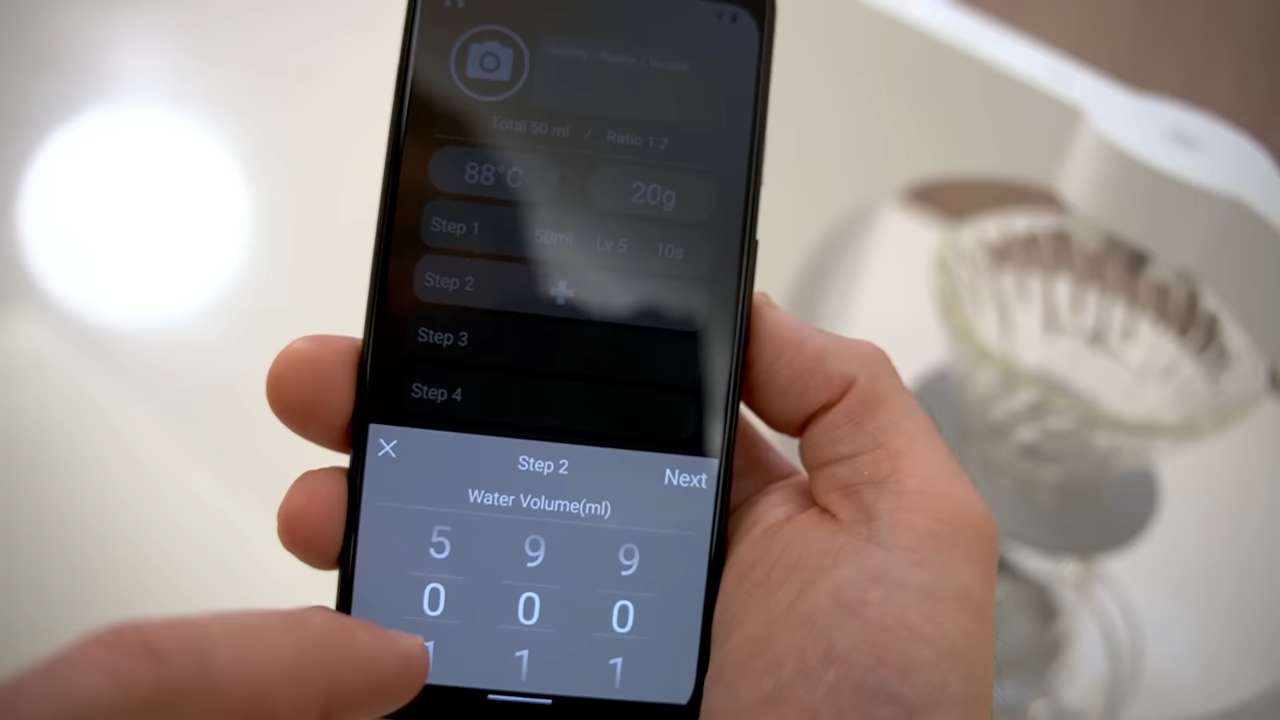 Total 50 ml / Ratio 1:2
88°C 20g
Step 1 50ml Lv 5 10s
Step 2 +
Step 3
Step 4
× Step 2 Next
Water Volume(ml)
5 9 9
0 0 0
1 1 1